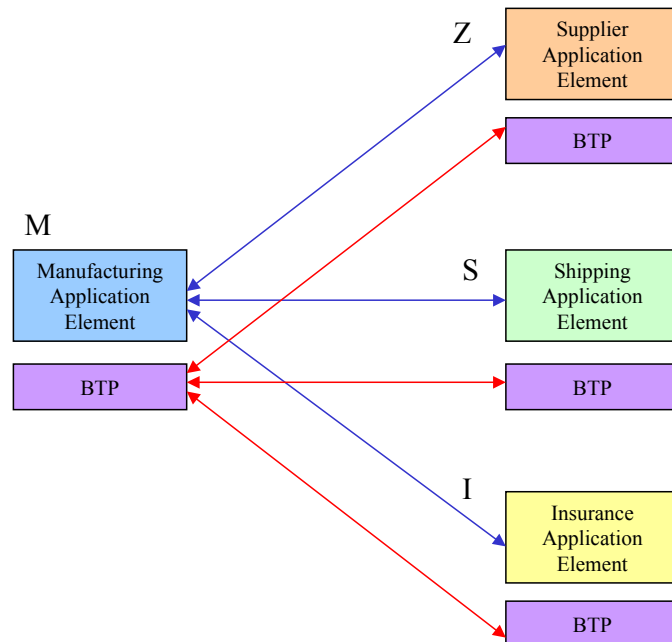 Z
Supplier
Application
Element
BTP
M
Manufacturing
Application
Element
BTP
S
Shipping
Application
Element
BTP
I
Insurance
Application
Element
BTP